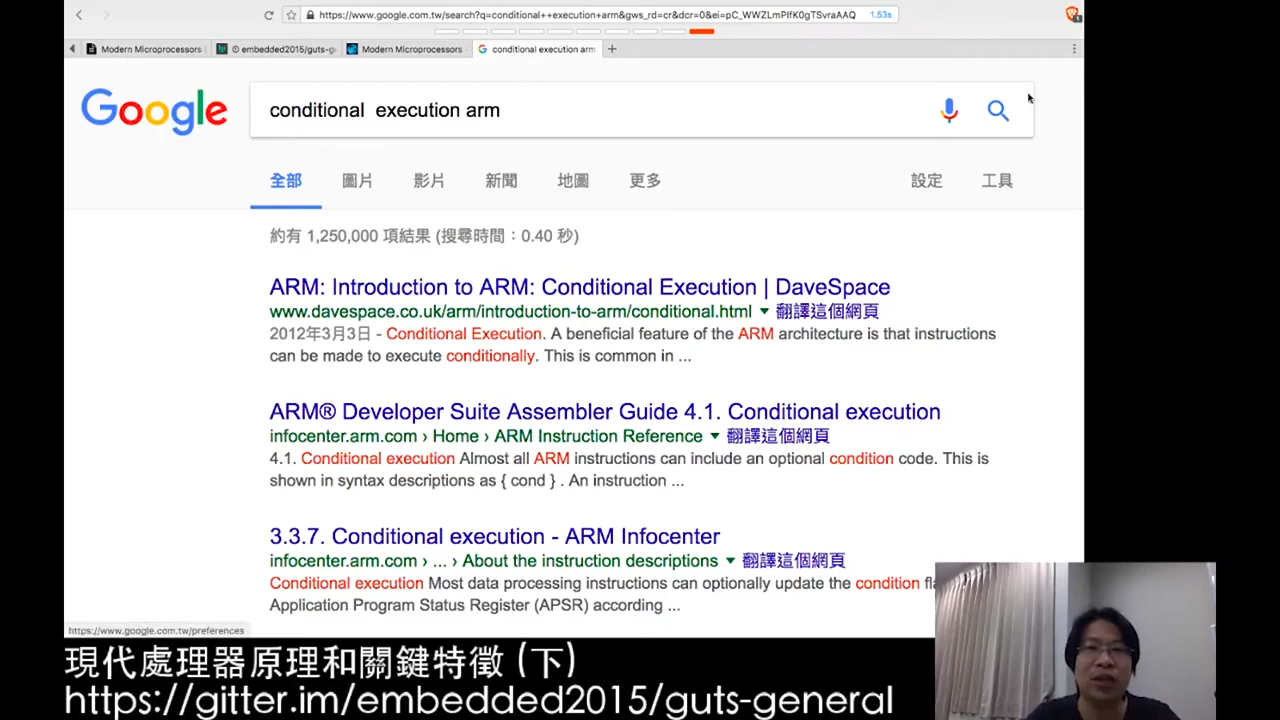 https://www.google.com.tw/search?q=conditional++execution+arm&gws_rd=cr&dcr=0&ei=pC_WWZLmPIfK0gTSvraAAQ 1.53s
Modern Microprocessors embedded2015/guts-g Modern Microprocessors conditional execution arm
Google
conditional execution arm
全部 圖片 影片 新聞 地圖 更多 設定 工具
約有 1,250,000 項結果 (搜尋時間：0.40 秒)
ARM: Introduction to ARM: Conditional Execution | DaveSpace
www.davespace.co.uk/arm/introduction-to-arm/conditional.html 翻譯這個網頁
2012年3月3日 - Conditional Execution. A beneficial feature of the ARM architecture is that instructions
can be made to execute conditionally. This is common in ...
ARM® Developer Suite Assembler Guide 4.1. Conditional execution
infocenter.arm.com › Home › ARM Instruction Reference 翻譯這個網頁
4.1. Conditional execution Almost all ARM instructions can include an optional condition code. This is
shown in syntax descriptions as { cond } . An instruction ...
3.3.7. Conditional execution - ARM Infocenter
infocenter.arm.com › ... › About the instruction descriptions 翻譯這個網頁
Conditional execution Most data processing instructions can optionally update the condition
Application Program Status Register (APSR) according ...
https://www.google.com.tw/preferences
現代處理器原理和關鍵特徵 (下)
https://gitter.im/embedded2015/guts-general